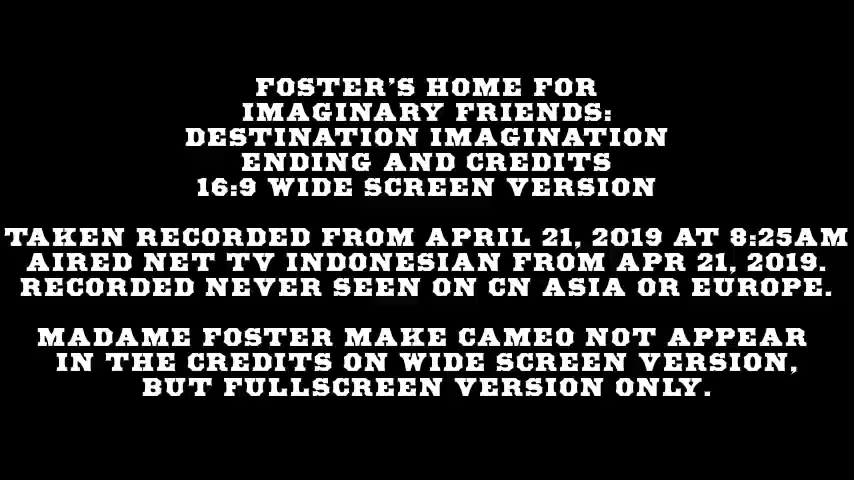 FOSTER'S HOME FOR
IMAGINARY FRIENDS:
DESTINATION IMAGINATION
ENDING AND CREDITS
16:9 WIDE SCREEN VERSION
TAKEN RECORDED FROM APRIL 21, 2019 AT 8:25AM
AIRED NET TV INDONESIAN FROM APR 21, 2019.
RECORDED NEVER SEEN ON CN ASIA OR EUROPE.
MADAME FOSTER MAKE CAMEO NOT APPEAR
IN THE CREDITS ON WIDE SCREEN VERSION,
BUT FULLSCREEN VERSION ONLY.